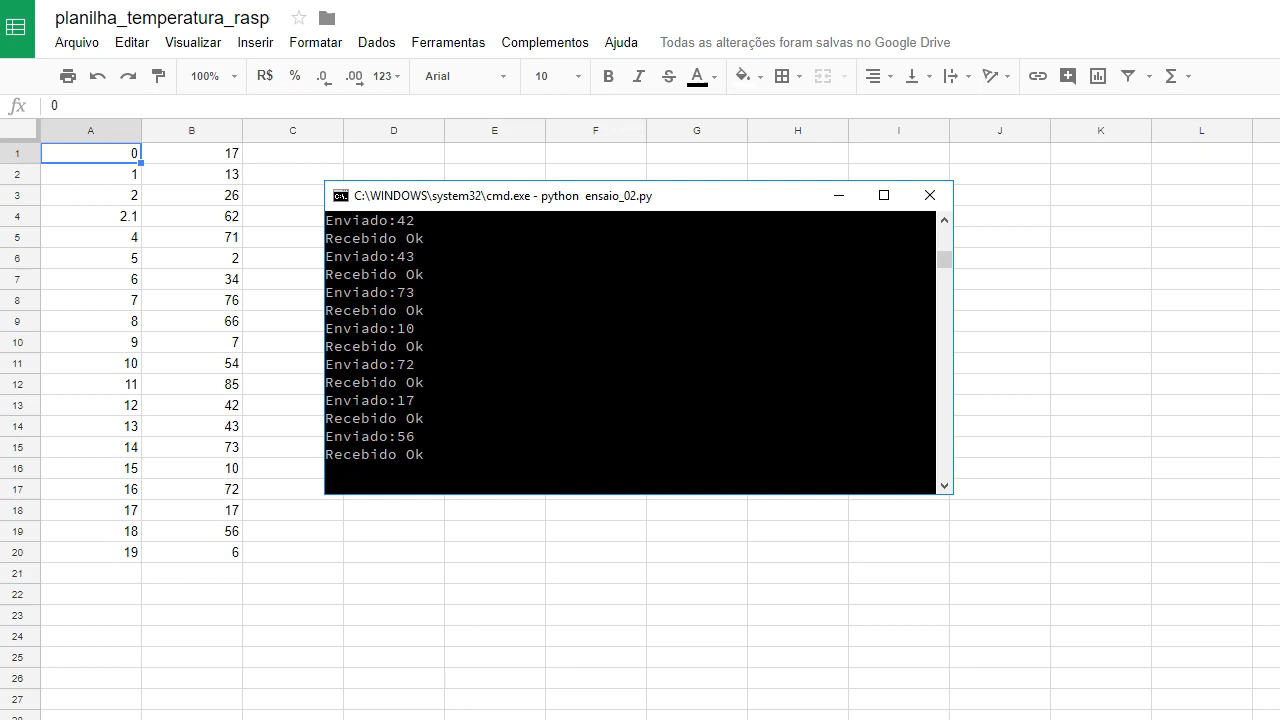 planilha_temperatura_rasp
Arquivo Editar Visualizar Inserir Formatar Dados Ferramentas Complementos Ajuda Todas as alterações foram salvas no Google Drive
100% R$ % .0 .00 123 Arial 10 B I S A
fx 0
A B C D E F G H I J K L
1 0 17
2 1 13
3 2 26
4 2.1 62
5 4 71
6 5 2
7 6 34
8 7 76
9 8 66
10 9 7
11 10 54
12 11 85
13 12 42
14 13 43
15 14 73
16 15 10
17 16 72
18 17 17
19 18 56
20 19 6
21
22
23
24
25
26
27
28
C:\WINDOWS\system32\cmd.exe - python  ensaio_02.py
Enviado:42
Recebido Ok
Enviado:43
Recebido Ok
Enviado:73
Recebido Ok
Enviado:10
Recebido Ok
Enviado:72
Recebido Ok
Enviado:17
Recebido Ok
Enviado:56
Recebido Ok